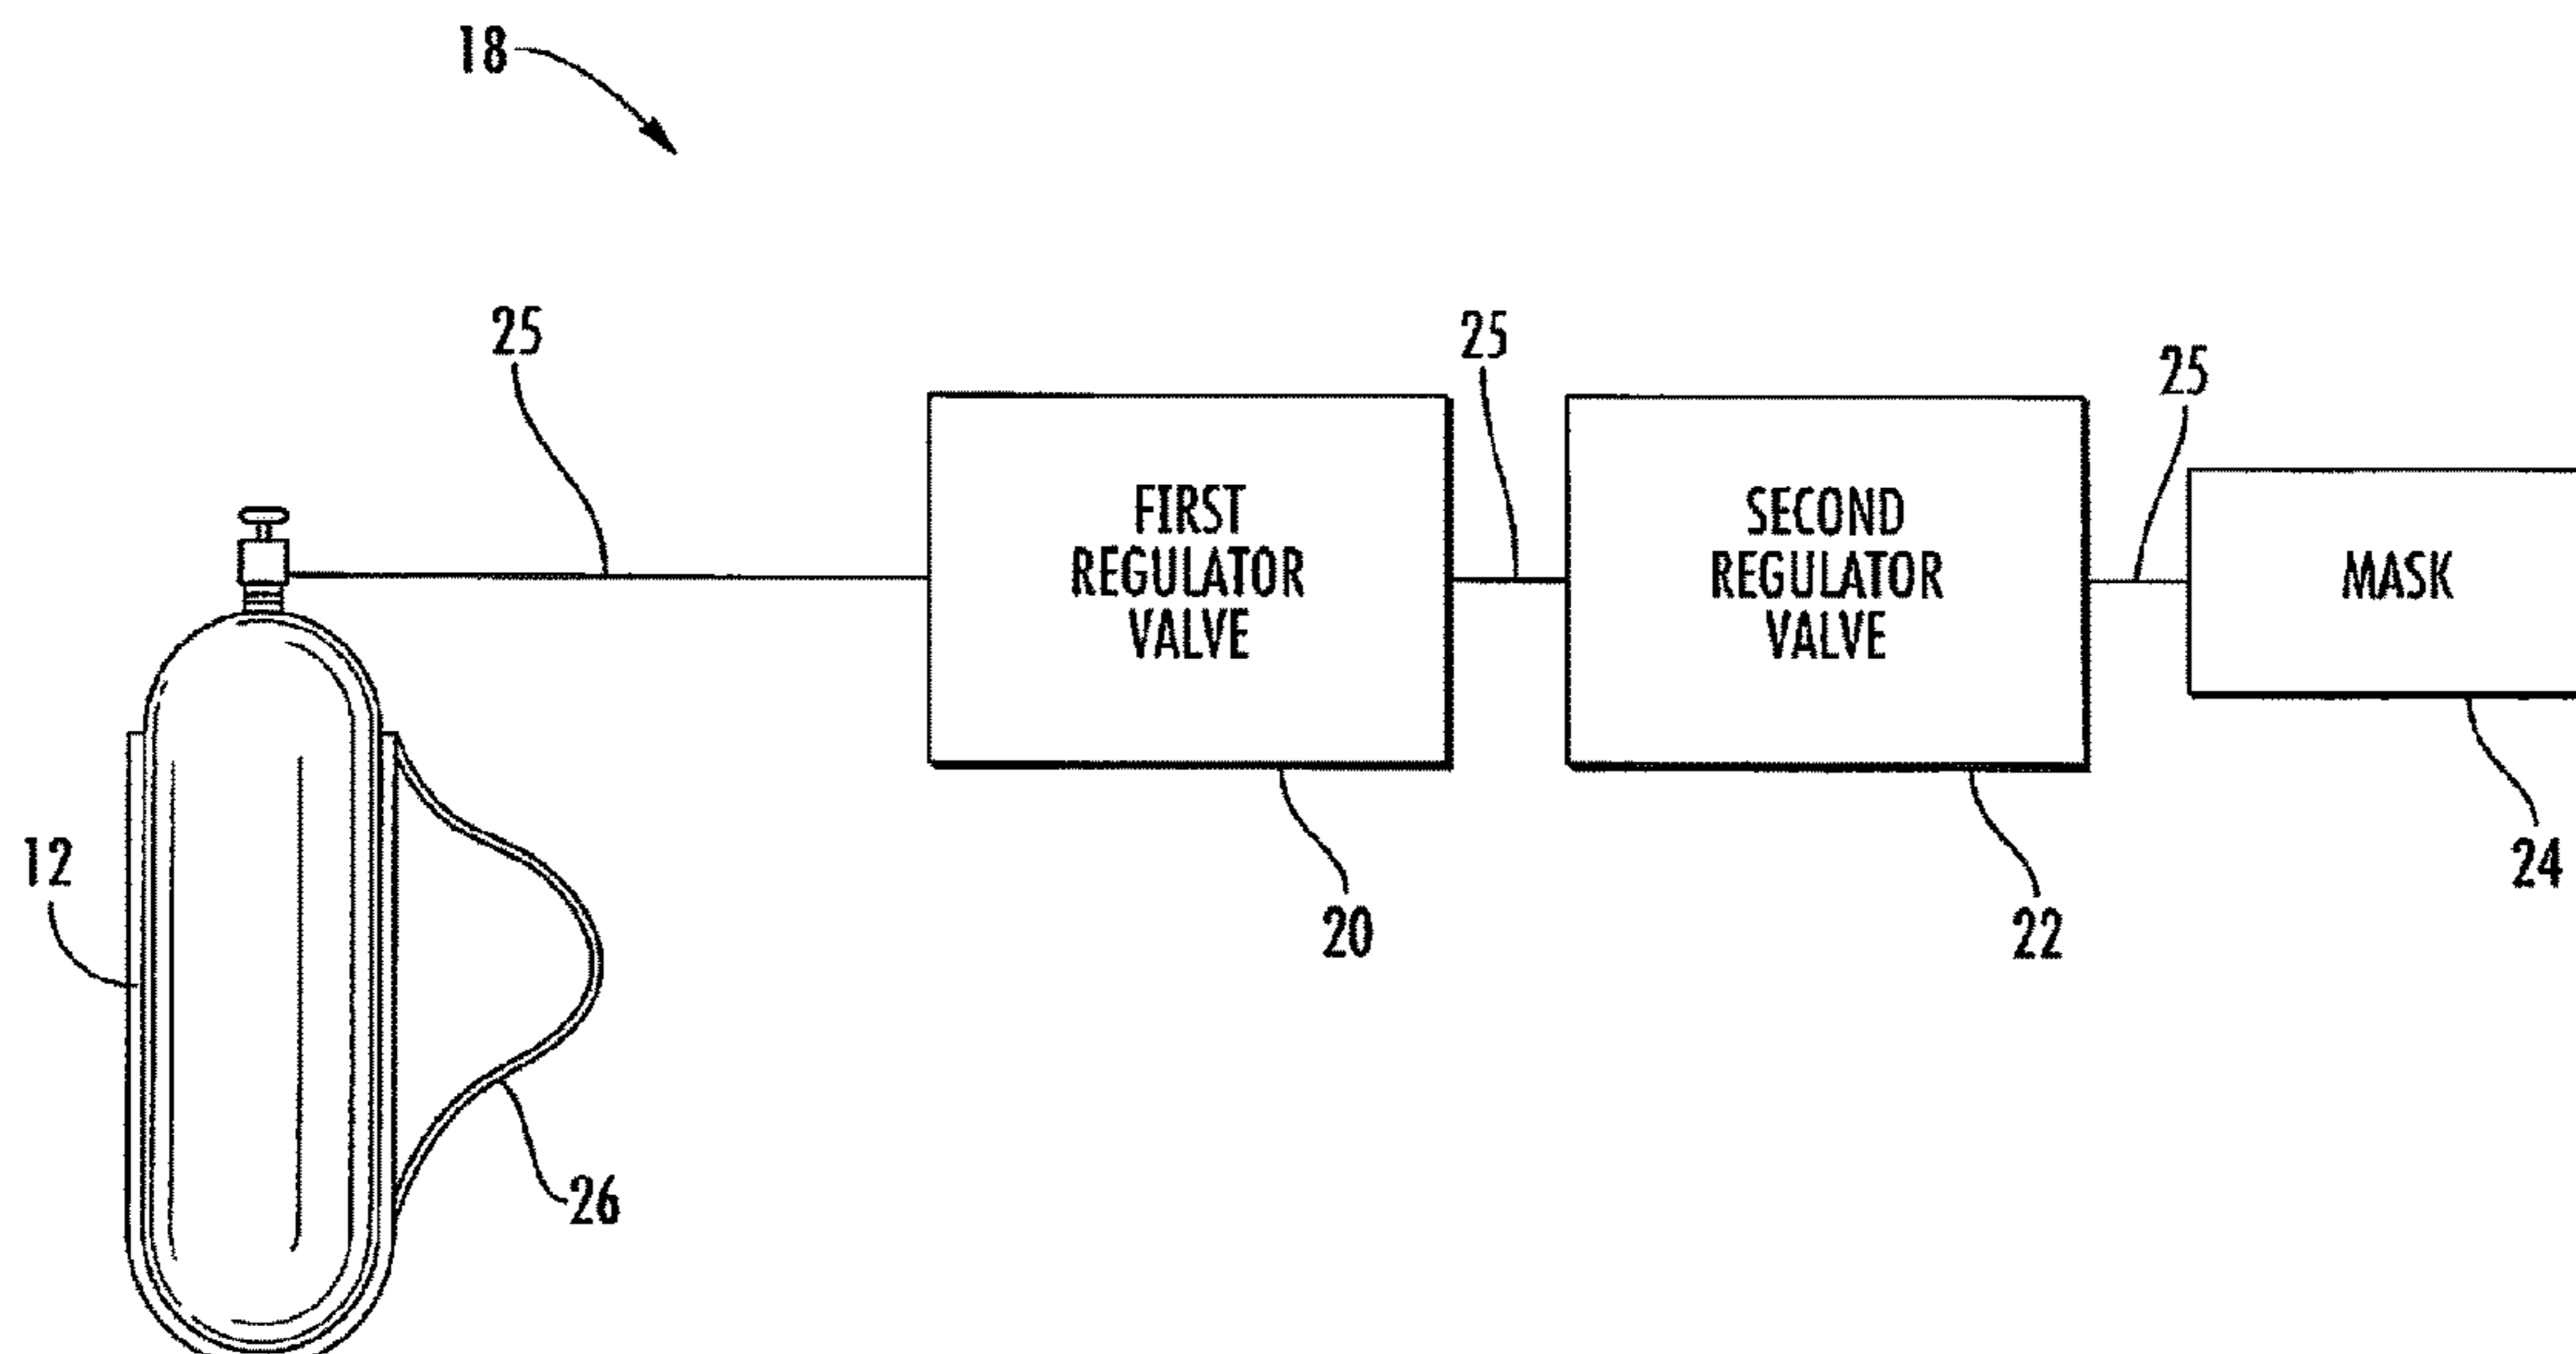 18
25
25
25
FIRST
REGULATOR
VALVE
SECOND
REGULATOR
VALVE
MASK
12
20
22
24
26